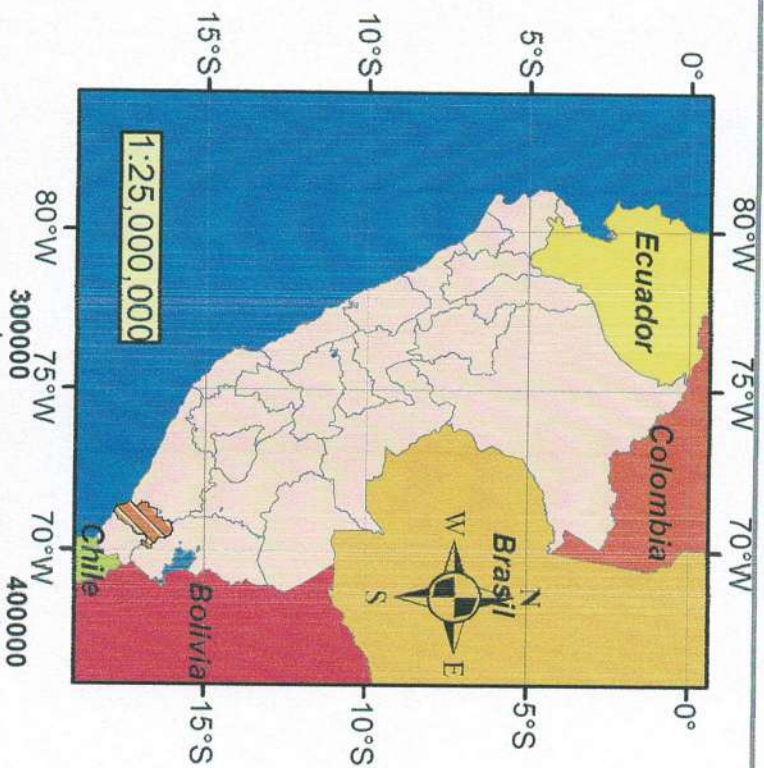 80°W
75°W
70°W
0°
0°
Ecuador
Colombia
5°S
5°S
Brasil
N
W
E
S
10°S
10°S
15°S
15°S
1:25,000,000
Bolivia
Chile
80°W
75°W
70°W
300000
400000